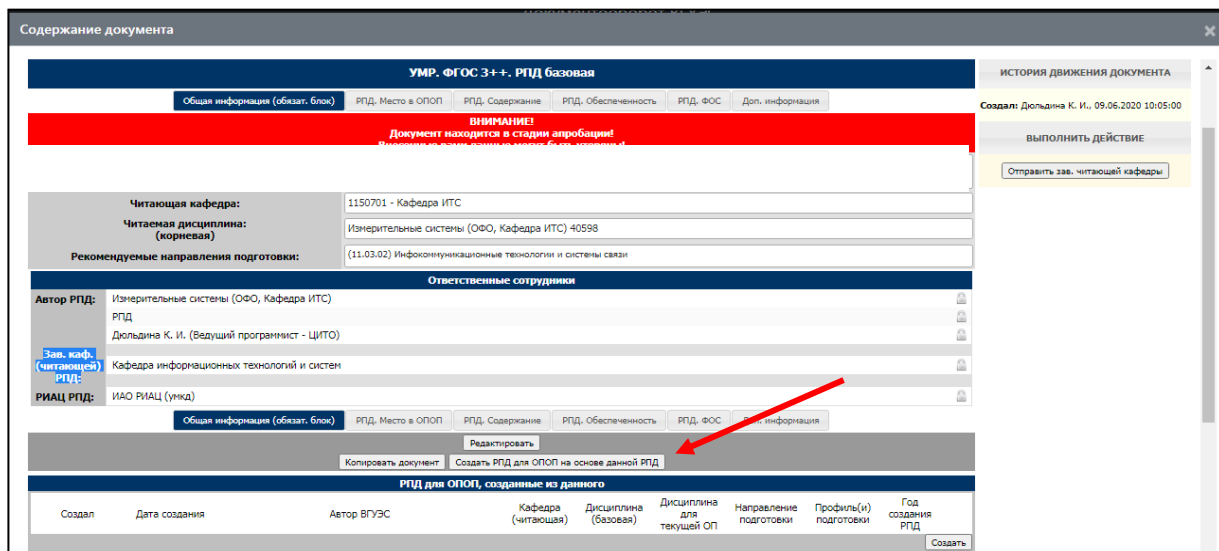 Содержание документа
УМР. ФГОС 3++. РПД базовая
Общая информация (обязат. блок) РПД. Место в ОПОП РПД. Содержание РПД. Обеспеченность РПД. ФОС Доп. информация
ВНИМАНИЕ!
Документ находится в стадии апробации!
Читающая кафедра: 1150701 - Кафедра ИТС
Читаемая дисциплина:
(корневая)
Измерительные системы (ОФО, Кафедра ИТС) 40598
Рекомендуемые направления подготовки: (11.03.02) Инфокоммуникационные технологии и системы связи
Ответственные сотрудники
Автор РПД: Измерительные системы (ОФО, Кафедра ИТС)
РПД
Дюльдина К. И. (Ведущий программист - ЦИТО)
Зав. каф.
(читающей)
РПД:
Кафедра информационных технологий и систем
РИАЦ РПД: ИАО РИАЦ (умкд)
Общая информация (обязат. блок) РПД. Место в ОПОП РПД. Содержание РПД. Обеспеченность РПД. ФОС информация
Редактировать
Копировать документ Создать РПД для ОПОП на основе данной РПД
РПД для ОПОП, созданные из данного
Создал Дата создания Автор ВГУЭС
Кафедра
(читающая)
Дисциплина
(базовая)
Дисциплина
для
текущей ОП
Направление
подготовки
Профиль(и)
подготовки
Год
создания
РПД
Создать
ИСТОРИЯ ДВИЖЕНИЯ ДОКУМЕНТА
Создал: Дюльдина К. И., 09.06.2020 10:05:00
ВЫПОЛНИТЬ ДЕЙСТВИЕ
Отправить зав. читающей кафедры